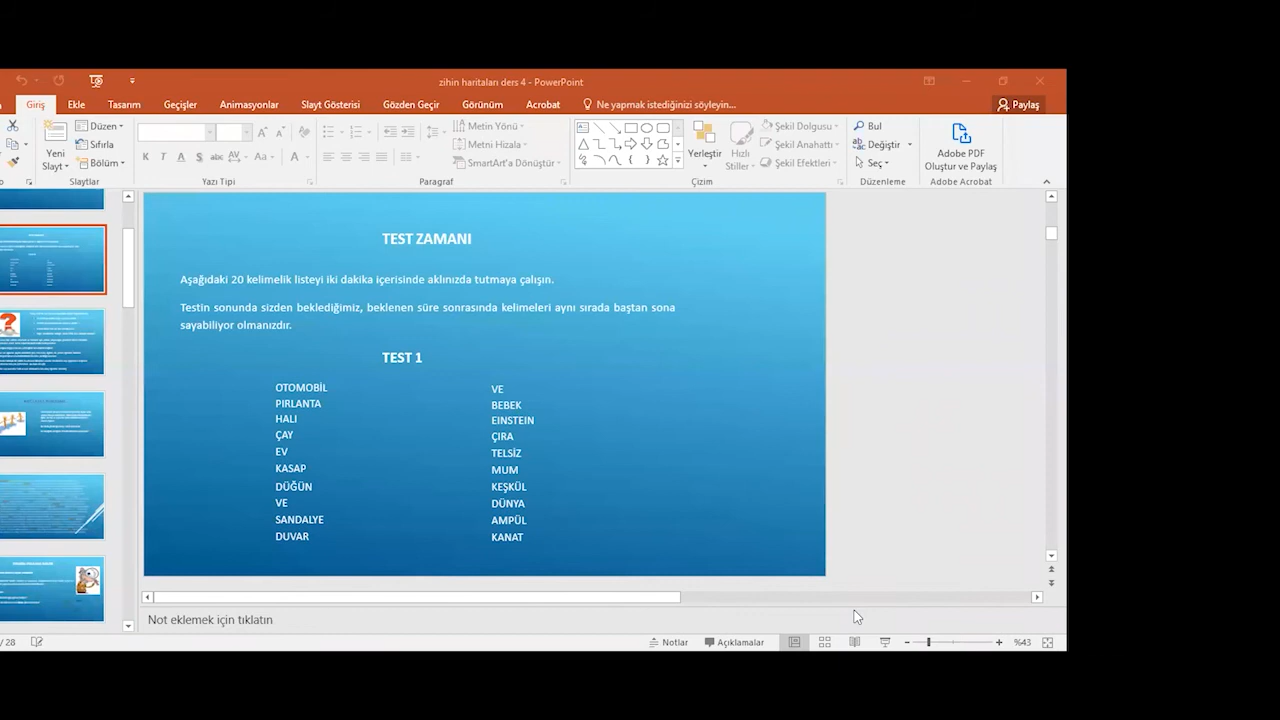 zihin haritaları ders 4 - PowerPoint
Giriş Ekle Tasarım Geçişler Animasyonlar Slayt Gösterisi Gözden Geçir Görünüm Acrobat Ne yapmak istediğinizi söyleyin... Paylaş
Yeni
Slayt
Düzen
Sıfırla
Bölüm
Slaytlar
K T A S abc AV Aa A
Yazı Tipi
Metin Yönü
Metni Hizala
SmartArt'a Dönüştür
Paragraf
Yerleştir
Hızlı
Stiller
Şekil Dolgusu
Şekil Anahattı
Şekil Efektleri
Çizim
Bul
Değiştir
Seç
Düzenleme
Adobe PDF
Oluştur ve Paylaş
Adobe Acrobat
TEST ZAMANI
Aşağıdaki 20 kelimelik listeyi iki dakika içerisinde aklınızda tutmaya çalışın.
Testin sonunda sizden beklediğimiz, beklenen süre sonrasında kelimeleri aynı sırada baştan sona
sayabiliyor olmanızdır.
TEST 1
OTOMOBİL
PIRLANTA
HALI
ÇAY
EV
KASAP
DÜĞÜN
VE
SANDALYE
DUVAR
VE
BEBEK
EINSTEIN
ÇIRA
TELSİZ
MUM
KEŞKÜL
DÜNYA
AMPÜL
KANAT
Not eklemek için tıklatın
/ 28
Notlar Açıklamalar %43